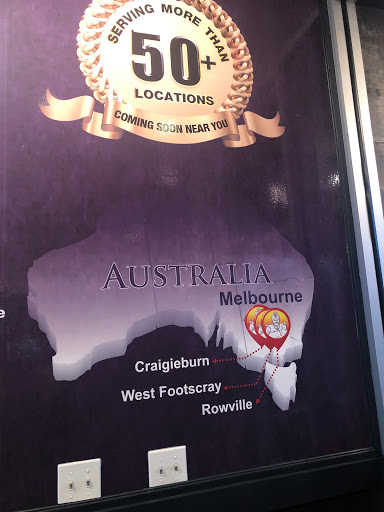 SERVING MORE THAN
50+
LOCATIONS
COMING SOON NEAR YOU
AUSTRALIA
Melbourne
e
Craigieburn
West Footscray
Rowville